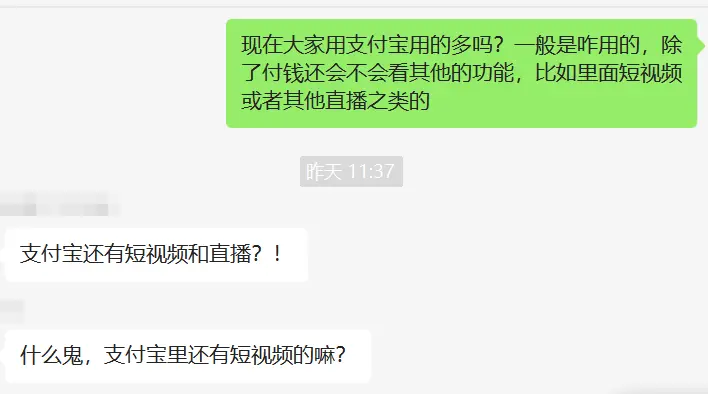 现在大家用支付宝用的多吗？一般是咋用的，除
了付钱还会不会看其他的功能，比如里面短视频
或者其他直播之类的
昨天 11:37
支付宝还有短视频和直播？！
什么鬼，支付宝里还有短视频的嘛？